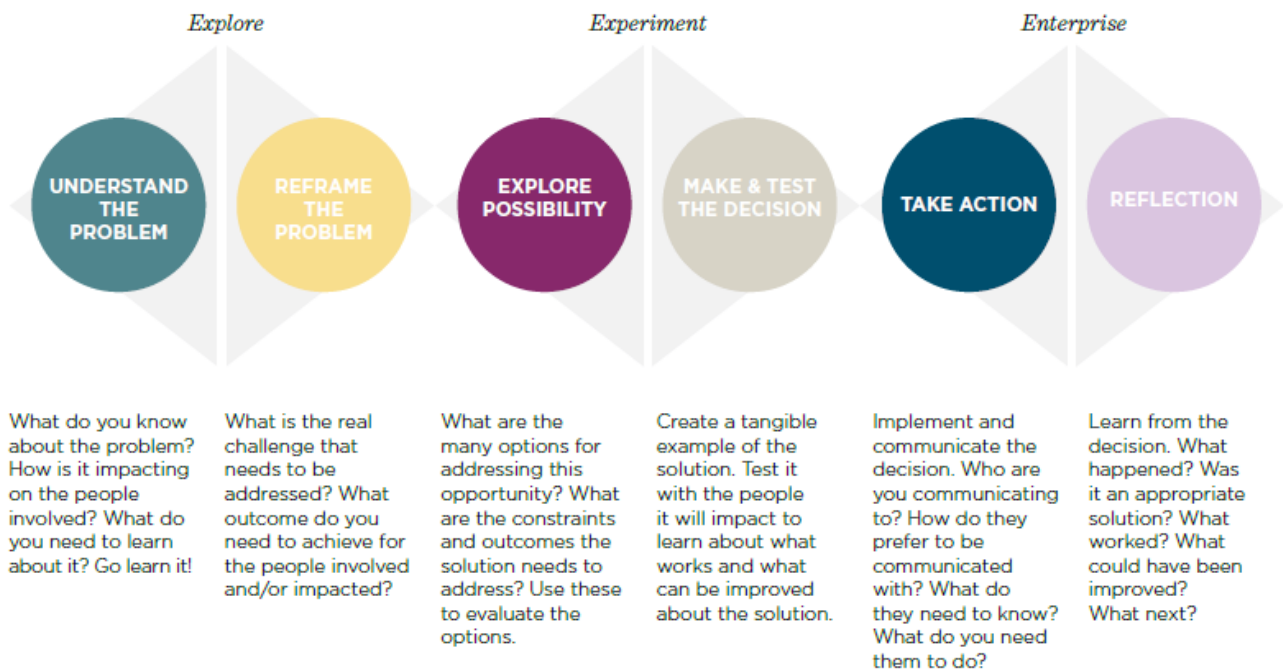 Explore
Experiment
Enterprise
UNDERSTAND
THE
PROBLEM
REFRAME
THE
PROBLEM
EXPLORE
POSSIBILITY
MAKE & TEST
THE DECISION
TAKE ACTION
REFLECTION
What do you know
about the problem?
How is it impacting
on the people
involved? What do
you need to learn
about it? Go learn it!
What is the real
challenge that
needs to be
addressed? What
outcome do you
need to achieve for
the people involved
and/or impacted?
What are the
many options for
addressing this
opportunity? What
are the constraints
and outcomes the
solution needs to
address? Use these
to evaluate the
options.
Create a tangible
example of the
solution. Test it
with the people
it will impact to
learn about what
works and what
can be improved
about the solution.
Implement and
communicate the
decision. Who are
you communicating
to? How do they
prefer to be
communicated
with? What do
they need to know?
What do you need
them to do?
Learn from the
decision. What
happened? Was
it an appropriate
solution? What
worked? What
could have been
improved?
What next?